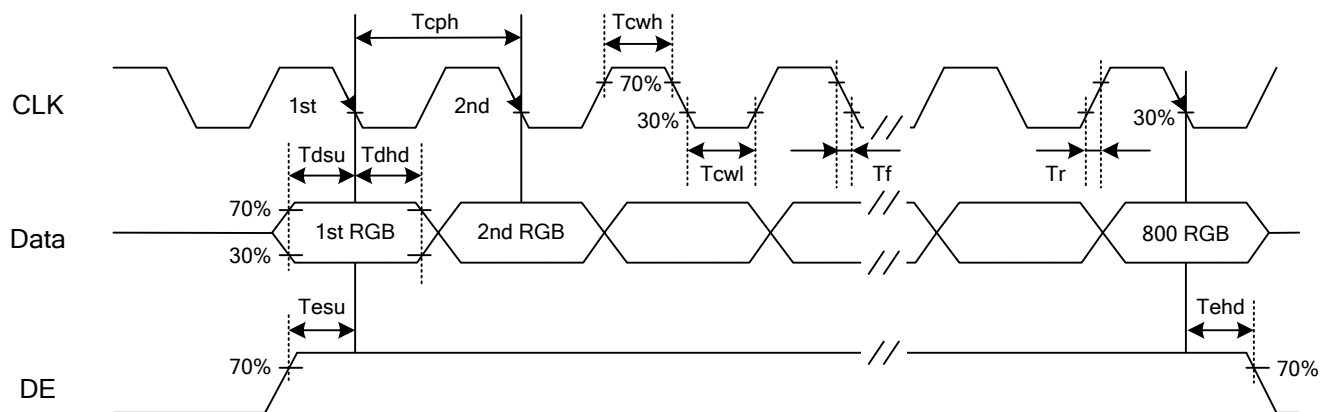 Tcph
Tcwh
CLK
1st
2nd
70%
30%
30%
Tdsu
Tdhd
Tcwl
Tf
Tr
70%
Data
1st RGB
2nd RGB
800 RGB
30%
Tesu
Tehd
70%
70%
DE